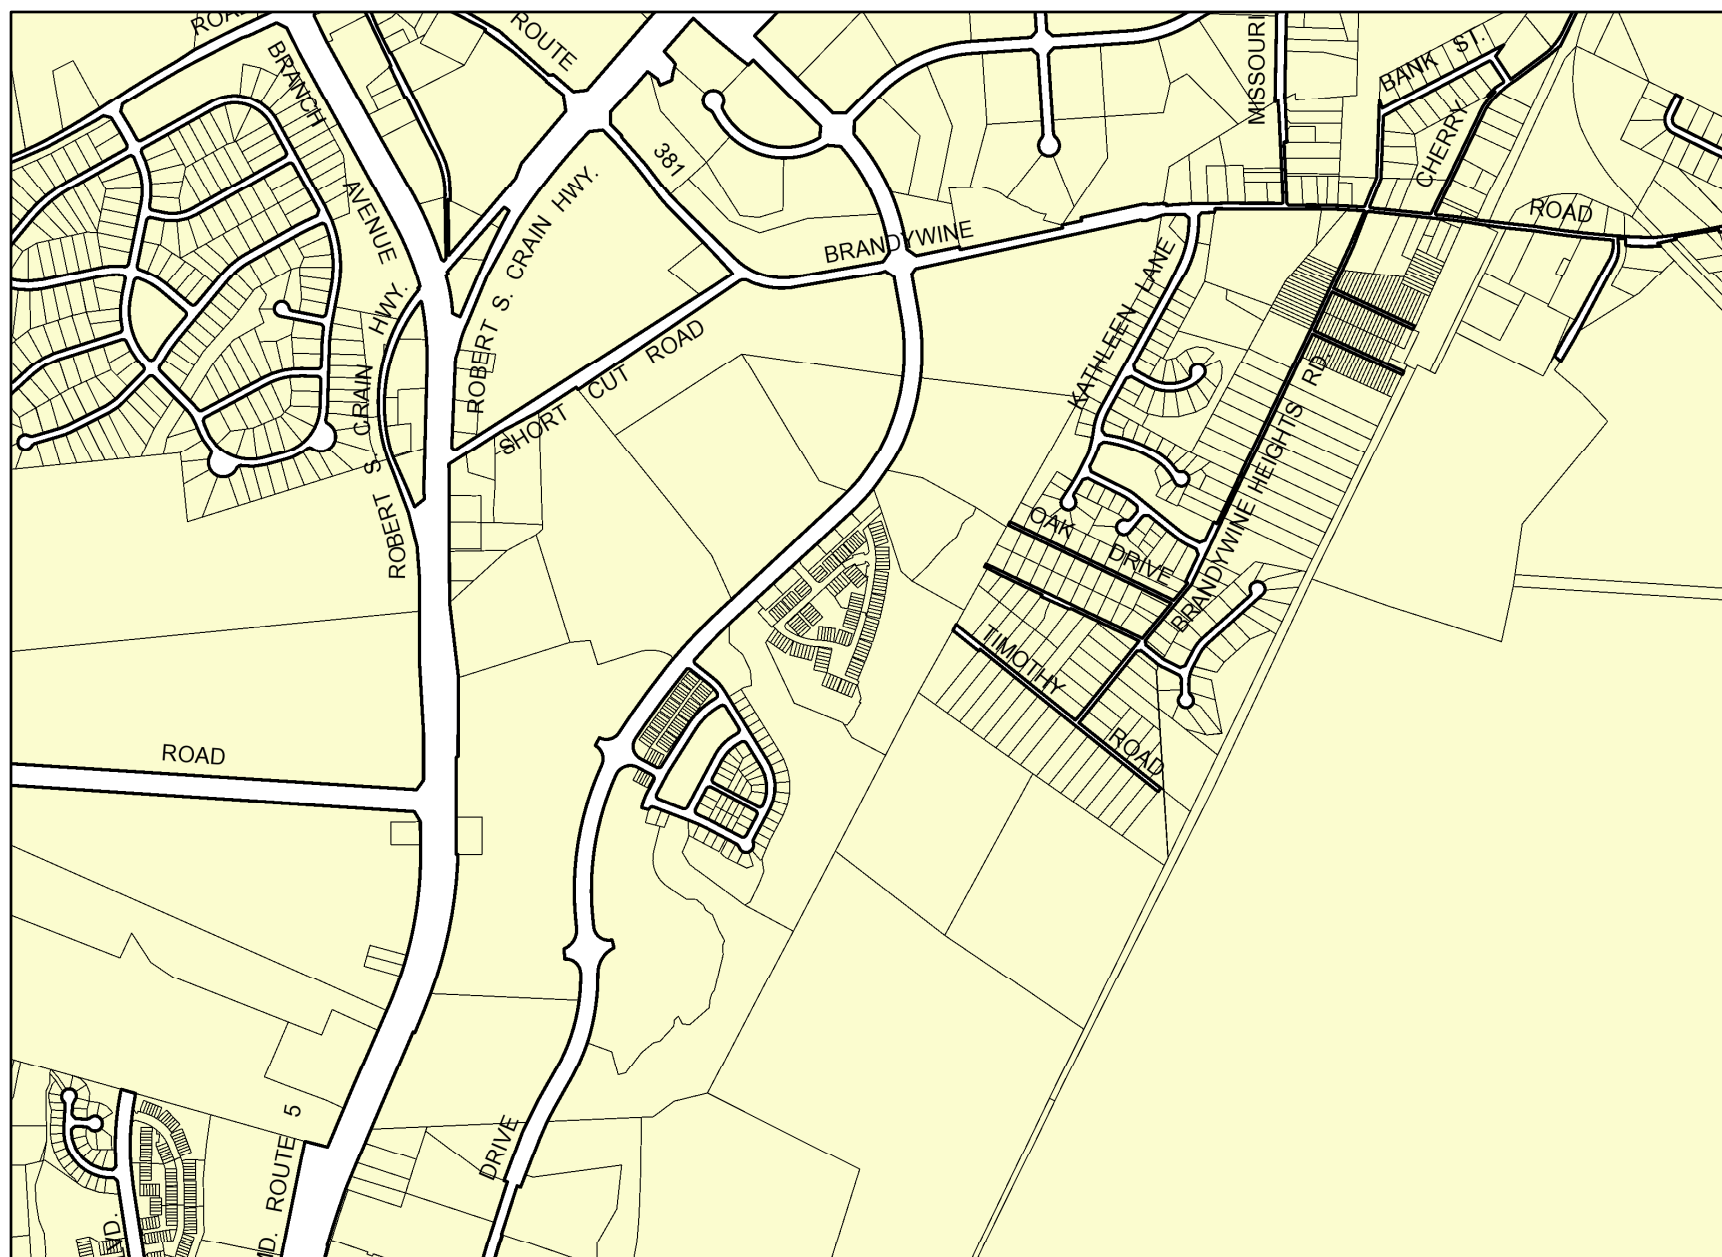 ROAD
ROUTE
BRANCH
AVENUE
MISSOURI
BANK ST.
CHERRY
381
ROAD
BRANDYWINE
ROBERT S. CRAIN HWY.
ROBERT S. CRAIN HWY.
SHORT CUT ROAD
KATHLEEN LANE
BRANDYWINE HEIGHTS RD.
OAK DRIVE
TIMOTHY ROAD
ROAD
MD. ROUTE 5
DRIVE